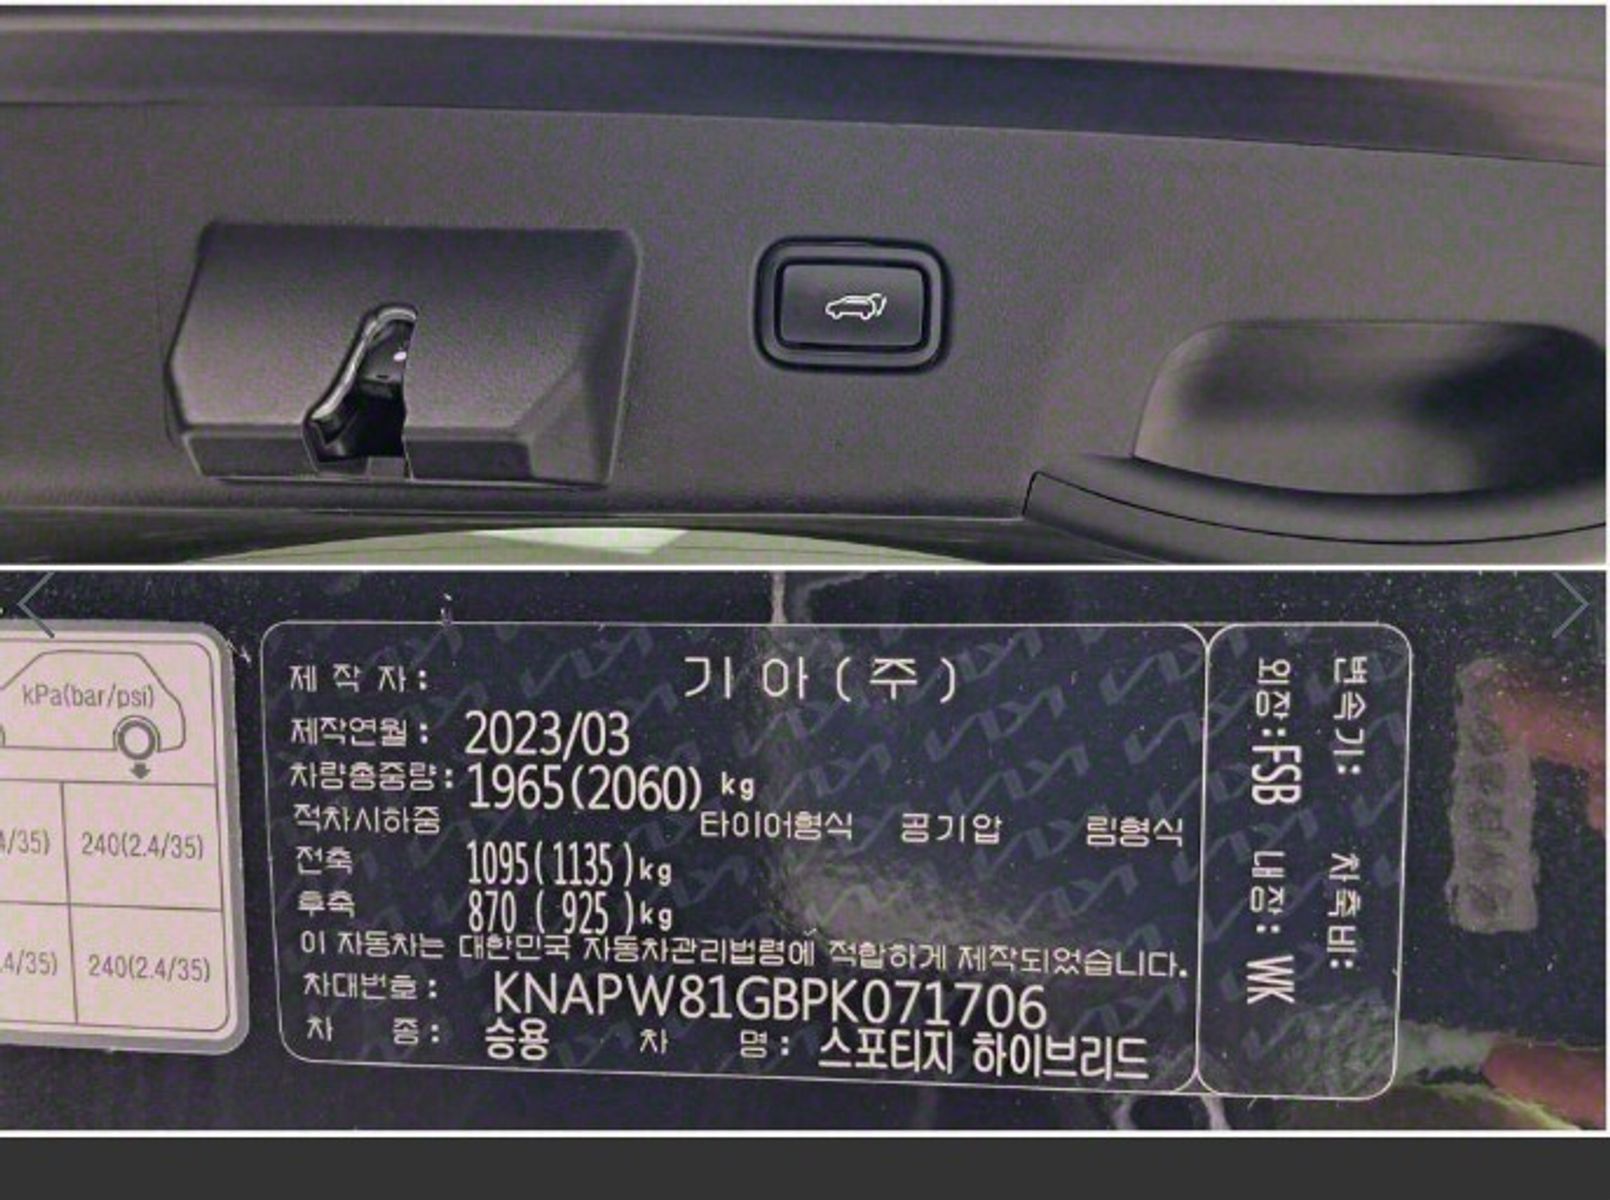 kPa(bar/psi)
/35) 240(2.4/35)
.4/35) 240(2.4/35)
제 작 자 : 기 아 ( 주 )
제작연월 : 2023/03
차량총중량 : 1965(2060) kg
적차시하중 타이어형식 공기압 림형식
전축 1095( 1135 )kg
후축 870 ( 925 )kg
이 자동차는 대한민국 자동차관리법령에 적합하게 제작되었습니다.
차대번호 : KNAPW81GBPK071706
차 종 : 승용 차 명 : 스포티지 하이브리드
변속기: 차축비:
외장:FSB 내장: WK